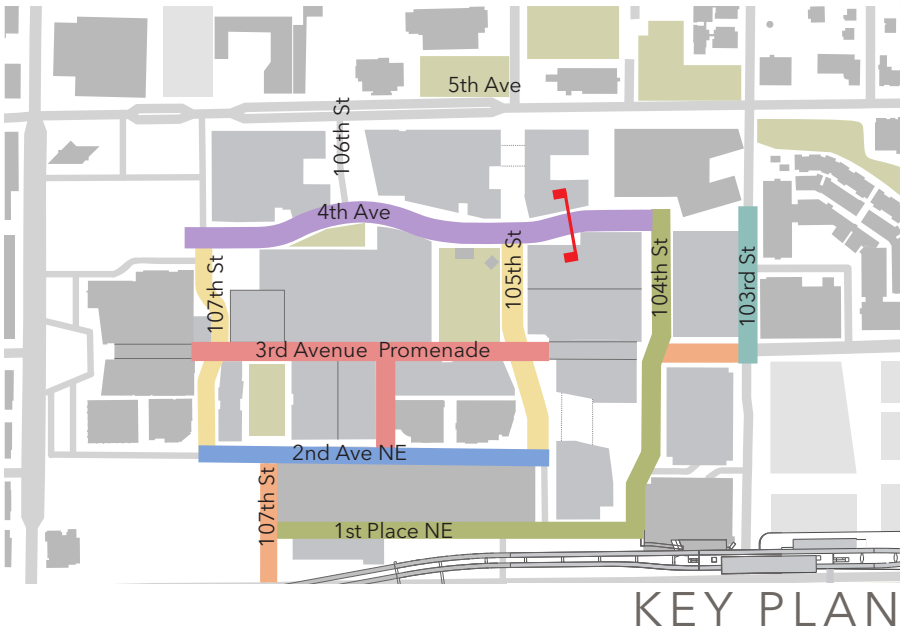 5th Ave
106th St
4th Ave
107th St
105th St
104th St
103rd St
3rd Avenue Promenade
2nd Ave NE
107th St
1st Place NE
KEY PLAN